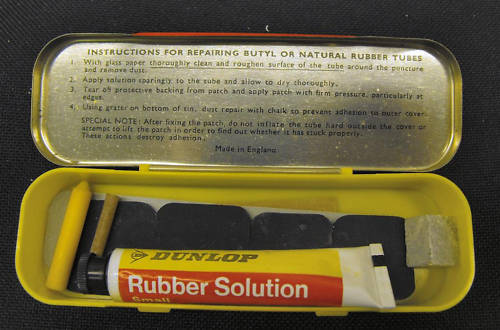 INSTRUCTIONS FOR REPAIRING BUTYL OR NATURAL RUBBER TUBES
1. With glass paper thoroughly clean and roughen surface of the tube around the puncture
and remove dust.
2. Apply solution sparingly to the tube and allow to dry thoroughly.
3. Tear off protective backing from patch and apply patch with firm pressure, particularly at
edges.
4. Using grater on bottom of tin, dust repair with chalk to prevent adhesion to outer cover.
SPECIAL NOTE: After fixing the patch, do not inflate the tube hard outside the cover or
attempt to lift the patch in order to find out whether it has stuck properly.
These actions destroy adhesion.
Made in England
DUNLOP
Rubber Solution
Small